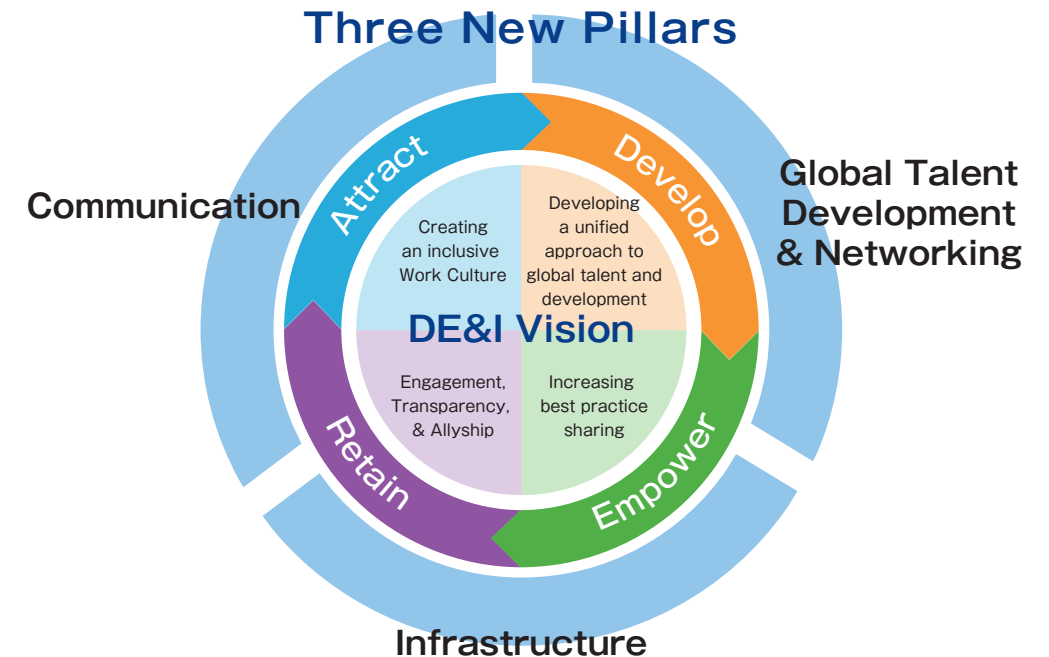 Three New Pillars
Communication
Global Talent
Development
& Networking
Infrastructure
Attract
Develop
Empower
Retain
Creating
an inclusive
Work Culture
Developing
a unified
approach to
global talent and
development
DE&I Vision
Engagement,
Transparency,
& Allyship
Increasing
best practice
sharing